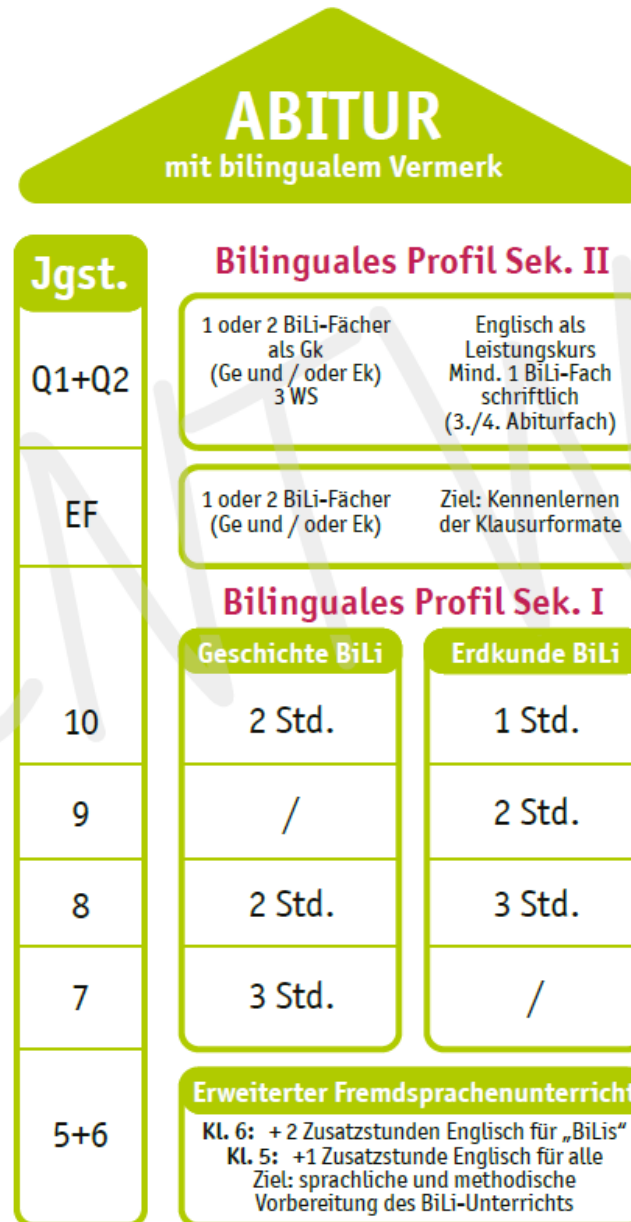 ABITUR
mit bilingualem Vermerk
Jgst.
Bilinguales Profil Sek. II
Q1+Q2
1 oder 2 BiLi-Fächer
als Gk
(Ge und / oder Ek)
3 WS
Englisch als
Leistungskurs
Mind. 1 BiLi-Fach
schriftlich
(3./4. Abiturfach)
EF
1 oder 2 BiLi-Fächer
(Ge und / oder Ek)
Ziel: Kennenlernen
der Klausurformate
Bilinguales Profil Sek. I
Geschichte BiLi
Erdkunde BiLi
10
2 Std.
1 Std.
9
/
2 Std.
8
2 Std.
3 Std.
7
3 Std.
/
5+6
Erweiterter Fremdsprachenunterricht
Kl. 6: + 2 Zusatzstunden Englisch für „BiLis“
Kl. 5: +1 Zusatzstunde Englisch für alle
Ziel: sprachliche und methodische
Vorbereitung des BiLi-Unterrichts